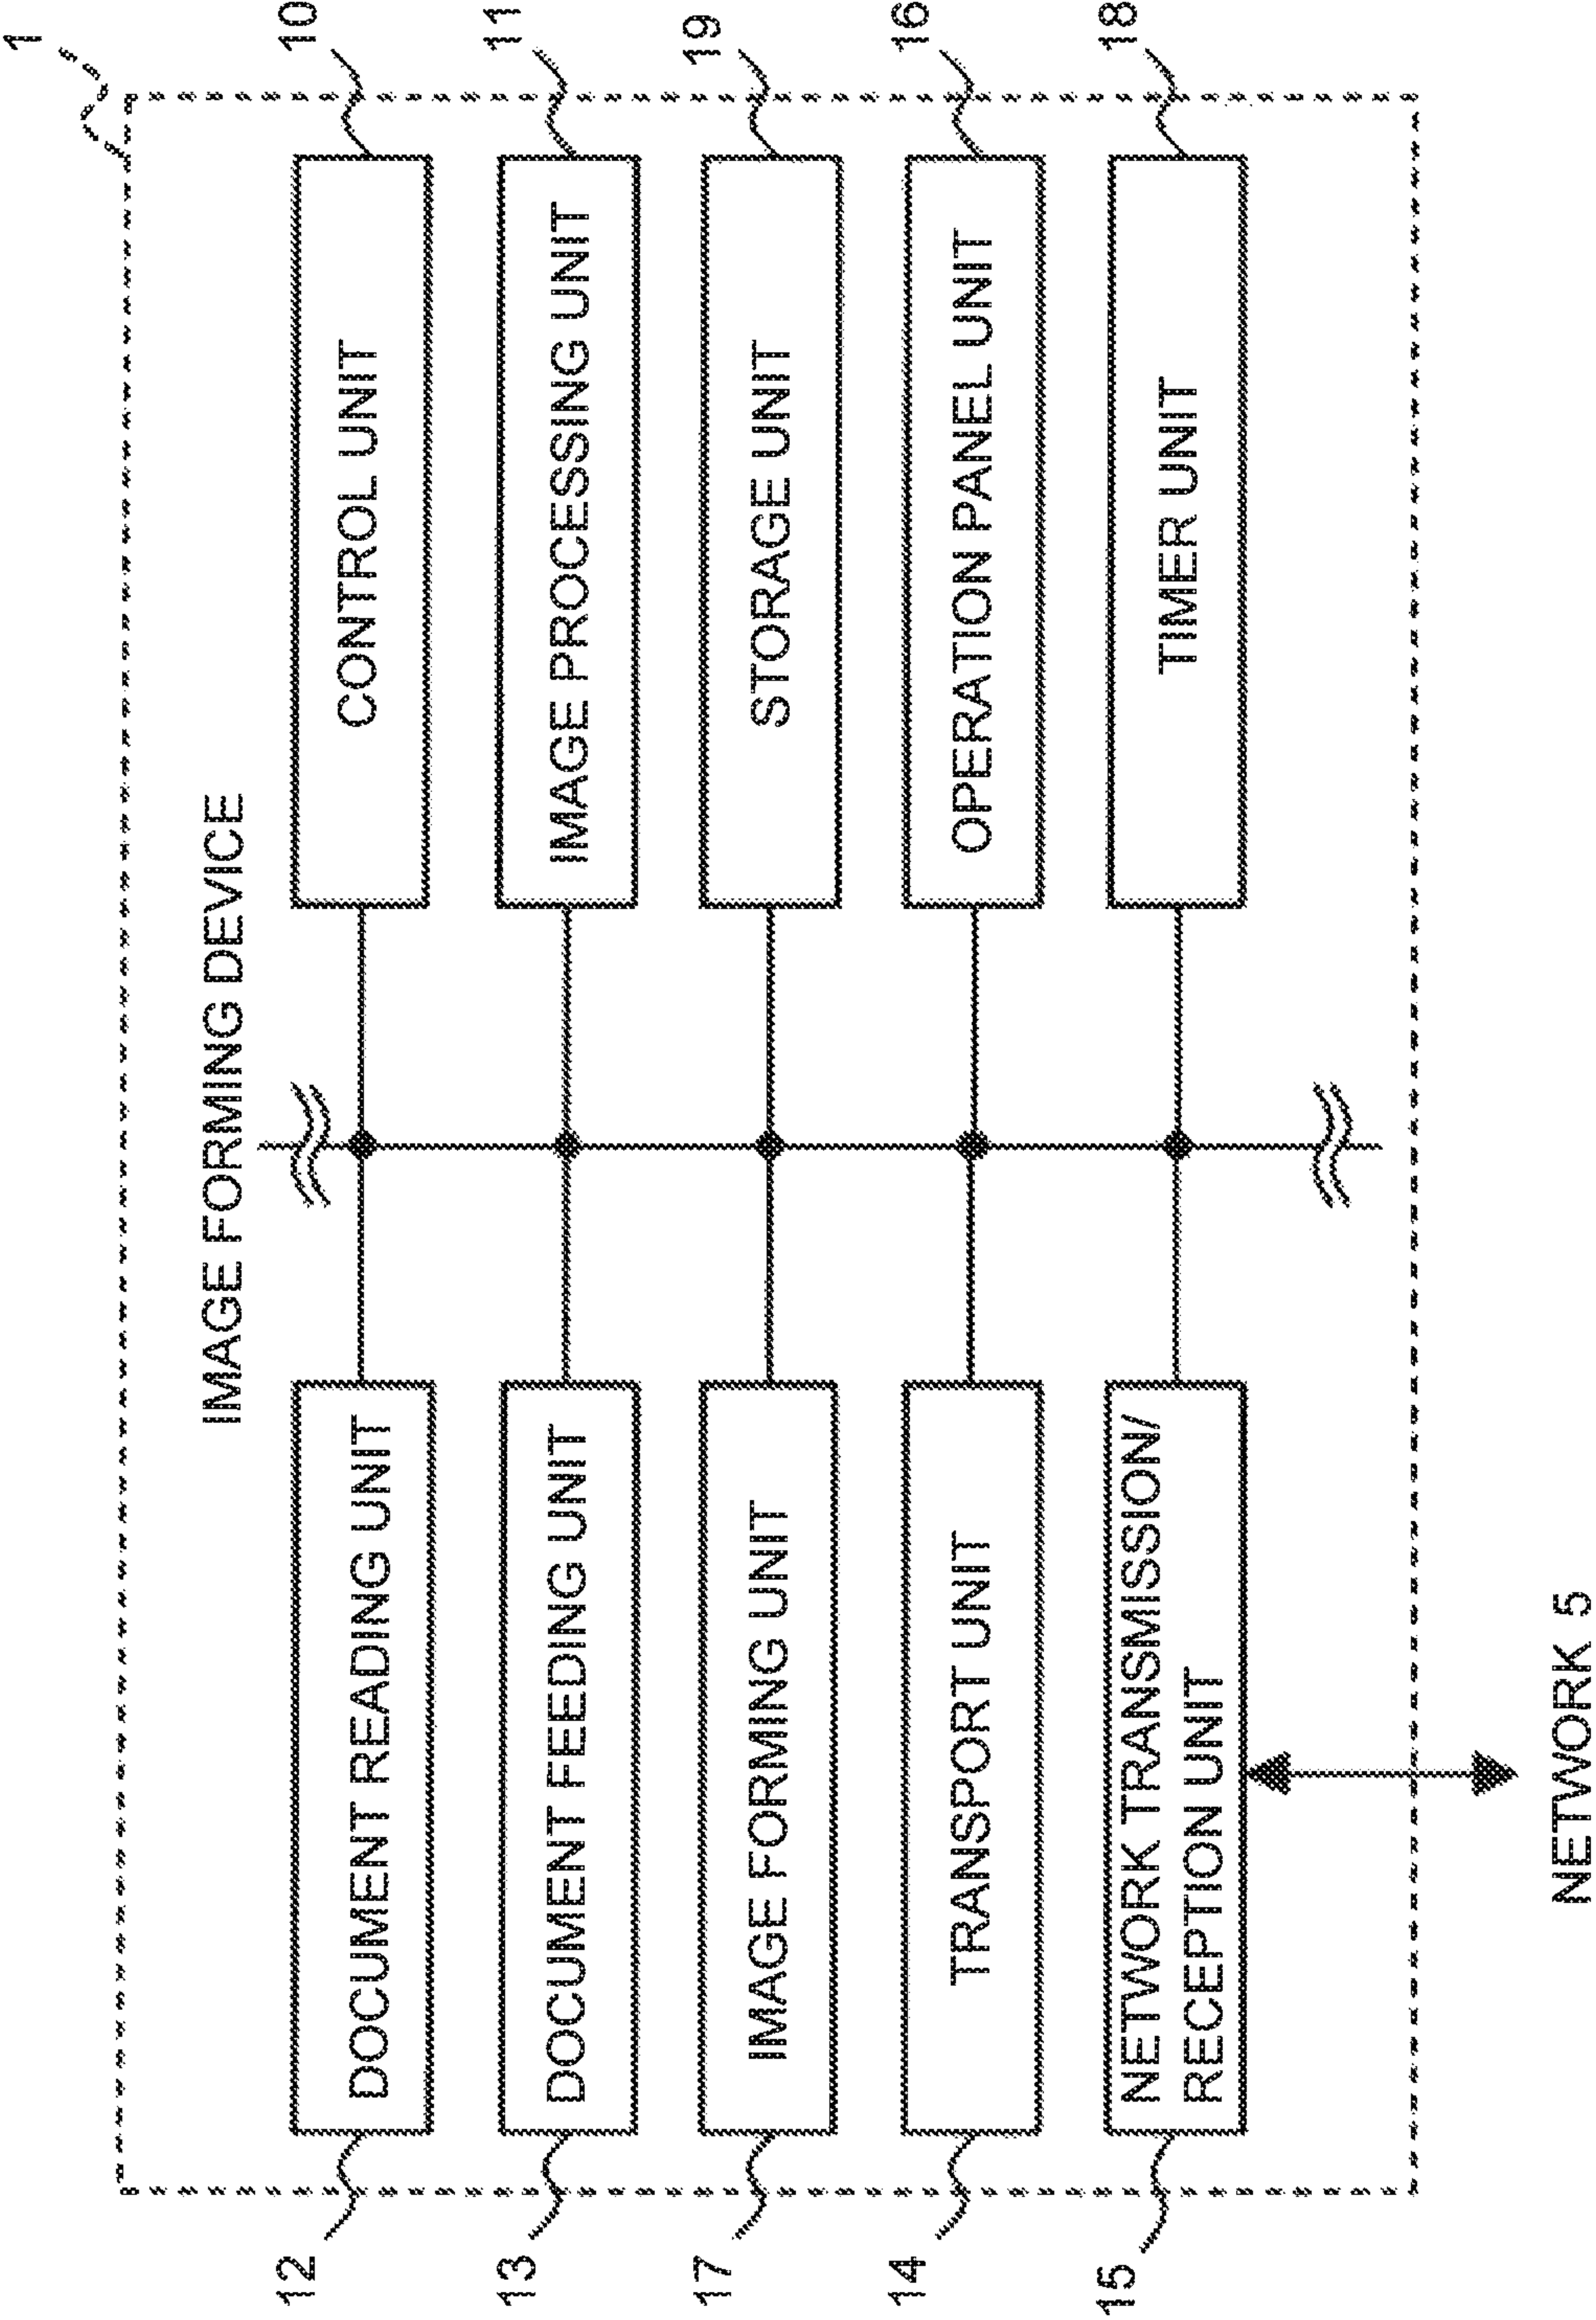 1
IMAGE FORMING DEVICE
12
DOCUMENT READING UNIT
CONTROL UNIT
10
13
DOCUMENT FEEDING UNIT
IMAGE PROCESSING UNIT
11
17
IMAGE FORMING UNIT
STORAGE UNIT
19
14
TRANSPORT UNIT
OPERATION PANEL UNIT
16
15
NETWORK TRANSMISSION/
RECEPTION UNIT
TIMER UNIT
18
NETWORK 5